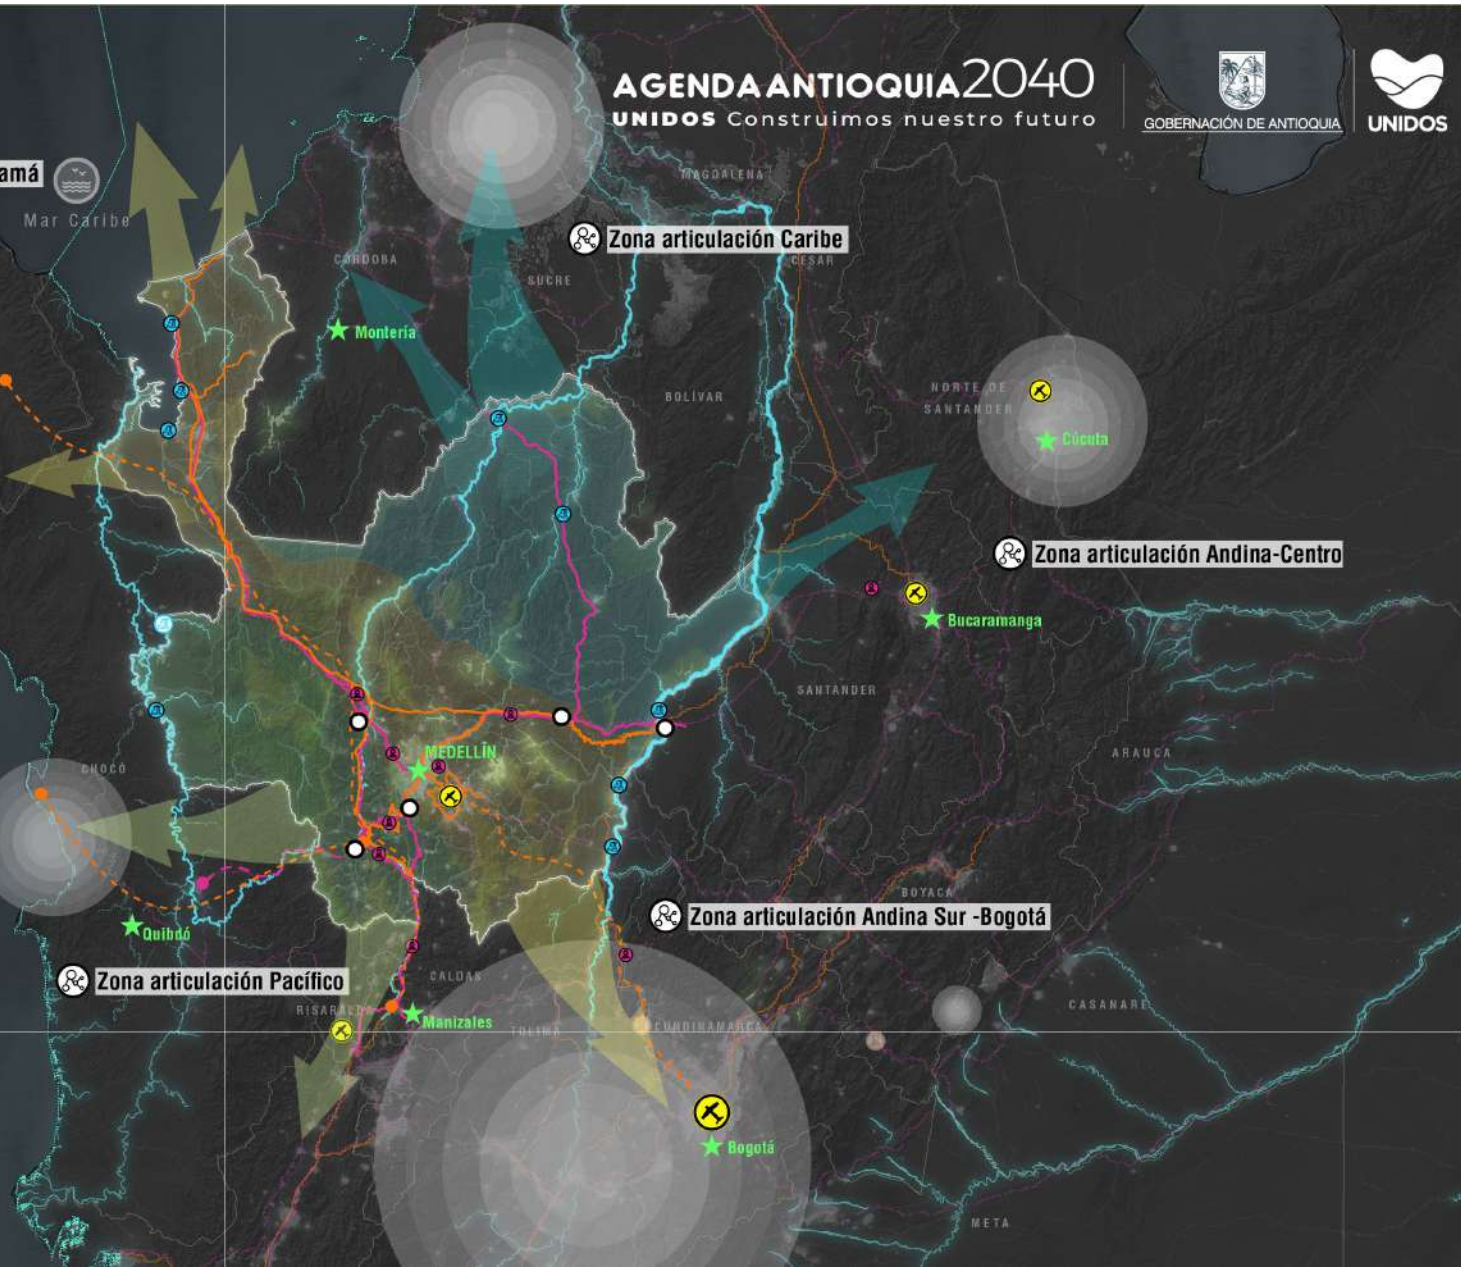 AGENDA ANTIOQUIA 2040
UNIDOS Construimos nuestro futuro
GOBERNACIÓN DE ANTIOQUIA
UNIDOS
amá
Mar Caribe
MAGDALENA
Zona articulación Caribe
CÓRDOBA
SUCRE
CESAR
Montería
BOLÍVAR
NORTE DE
SANTANDER
Cúcuta
Zona articulación Andina-Centro
Bucaramanga
SANTANDER
ARAUCA
MEDELLÍN
CHOCÓ
BOYACÁ
Zona articulación Andina Sur -Bogotá
Quibdó
Zona articulación Pacífico
CALDAS
CASANARE
RISARALDA
Manizales
TOLIMA
CUNDINAMARCA
Bogotá
META